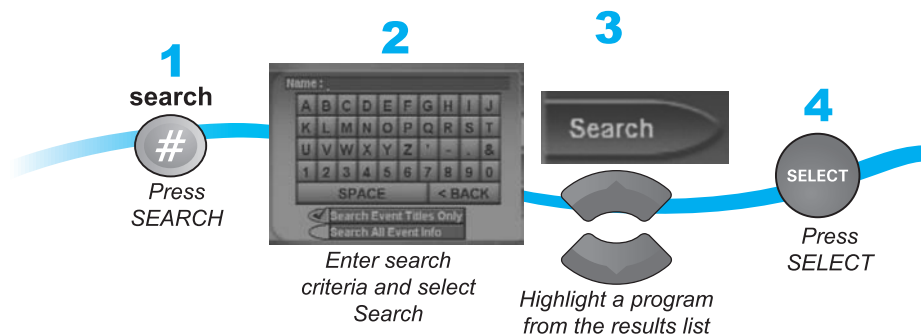 1
search
#
Press
SEARCH
2
Name :
A B C D E F G H I J
K L M N O P Q R S T
U V W X Y Z ' - . &
1 2 3 4 5 6 7 8 9 0
SPACE < BACK
Search Event Titles Only
Search All Event Info
Enter search
criteria and select
Search
3
Search
Highlight a program
from the results list
4
SELECT
Press
SELECT